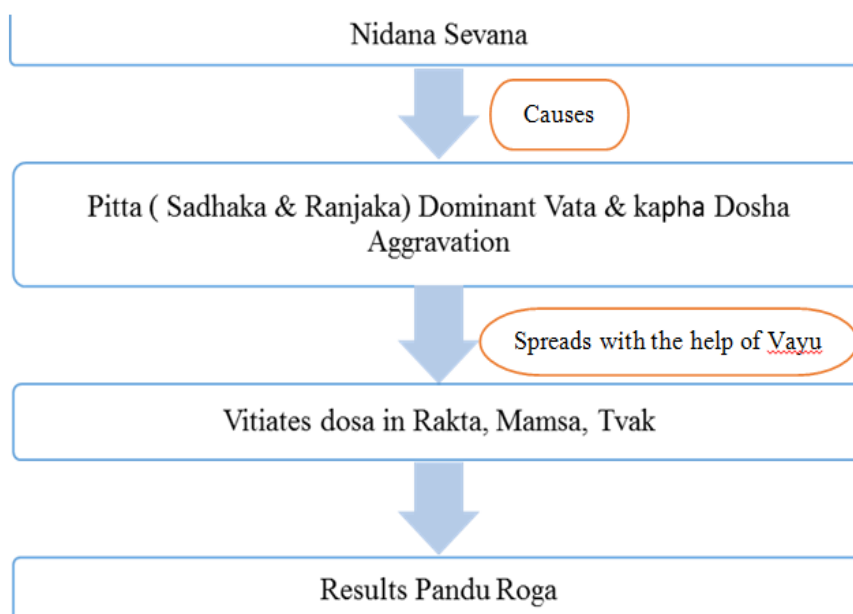 Nidana Sevana
Causes
Pitta ( Sadhaka & Ranjaka) Dominant Vata & kapha Dosha
Aggravation
Spreads with the help of Vayu
Vitiates dosa in Rakta, Mamsa, Tvak
Results Pandu Roga